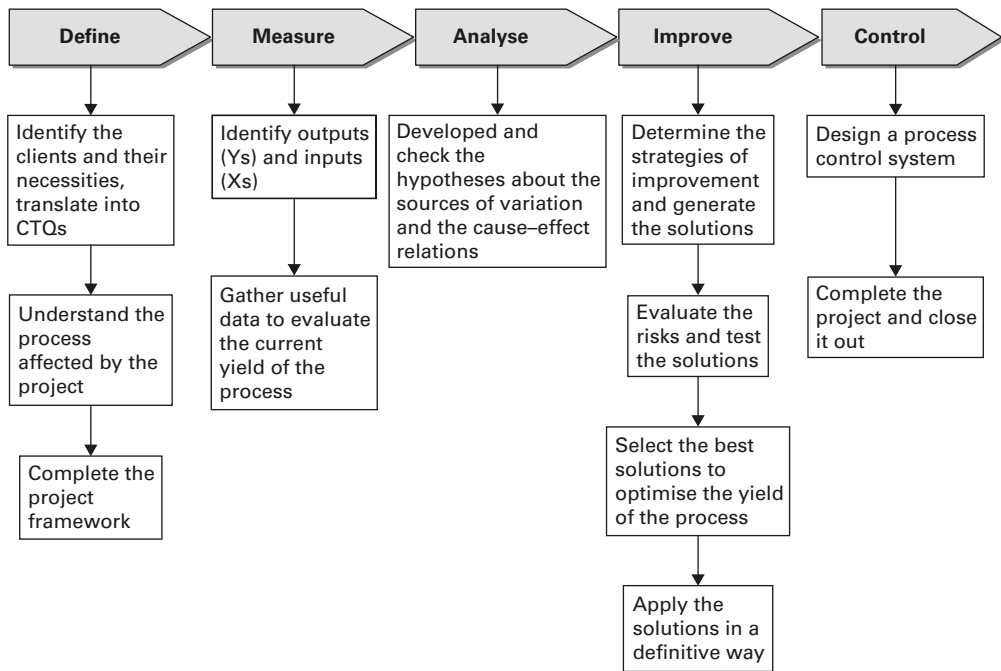 Define
Measure
Analyse
Improve
Control
Identify the
clients and their
necessities,
translate into
CTQs
Understand the
process
affected by the
project
Complete the
project
framework
Identify outputs
(Ys) and inputs
(Xs)
Gather useful
data to evaluate
the current
yield of the
process
Developed and
check the
hypotheses about the
sources of variation
and the cause–effect
relations
Determine the
strategies of
improvement
and generate
the solutions
Evaluate the
risks and test
the solutions
Select the best
solutions to
optimise the yield
of the process
Apply the
solutions in a
definitive way
Design a process
control system
Complete the
project and close
it out